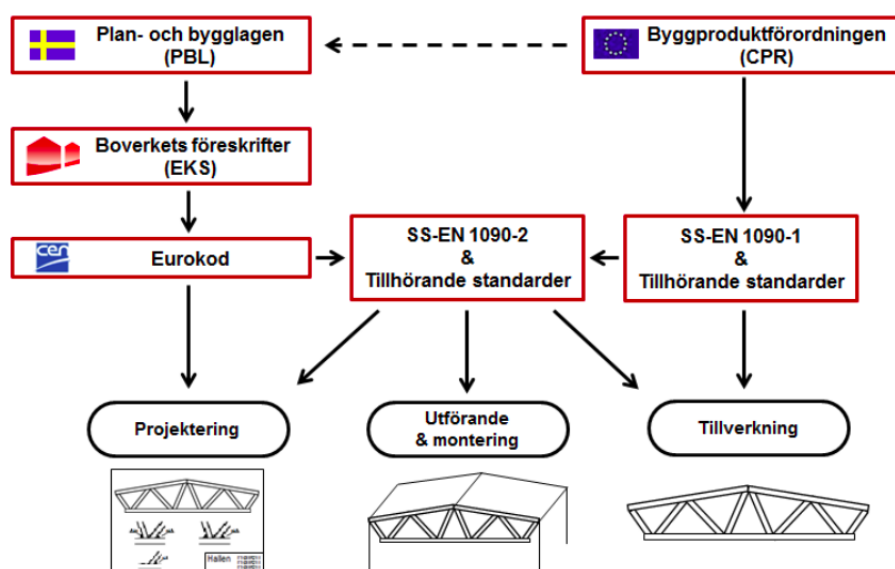 Plan- och bygglagen
(PBL)
Byggproduktförordningen
(CPR)
Boverkets föreskrifter
(EKS)
cen
Eurokod
SS-EN 1090-2
&
Tillhörande standarder
SS-EN 1090-1
&
Tillhörande standarder
Projektering
Utförande
& montering
Tillverkning
Hallen